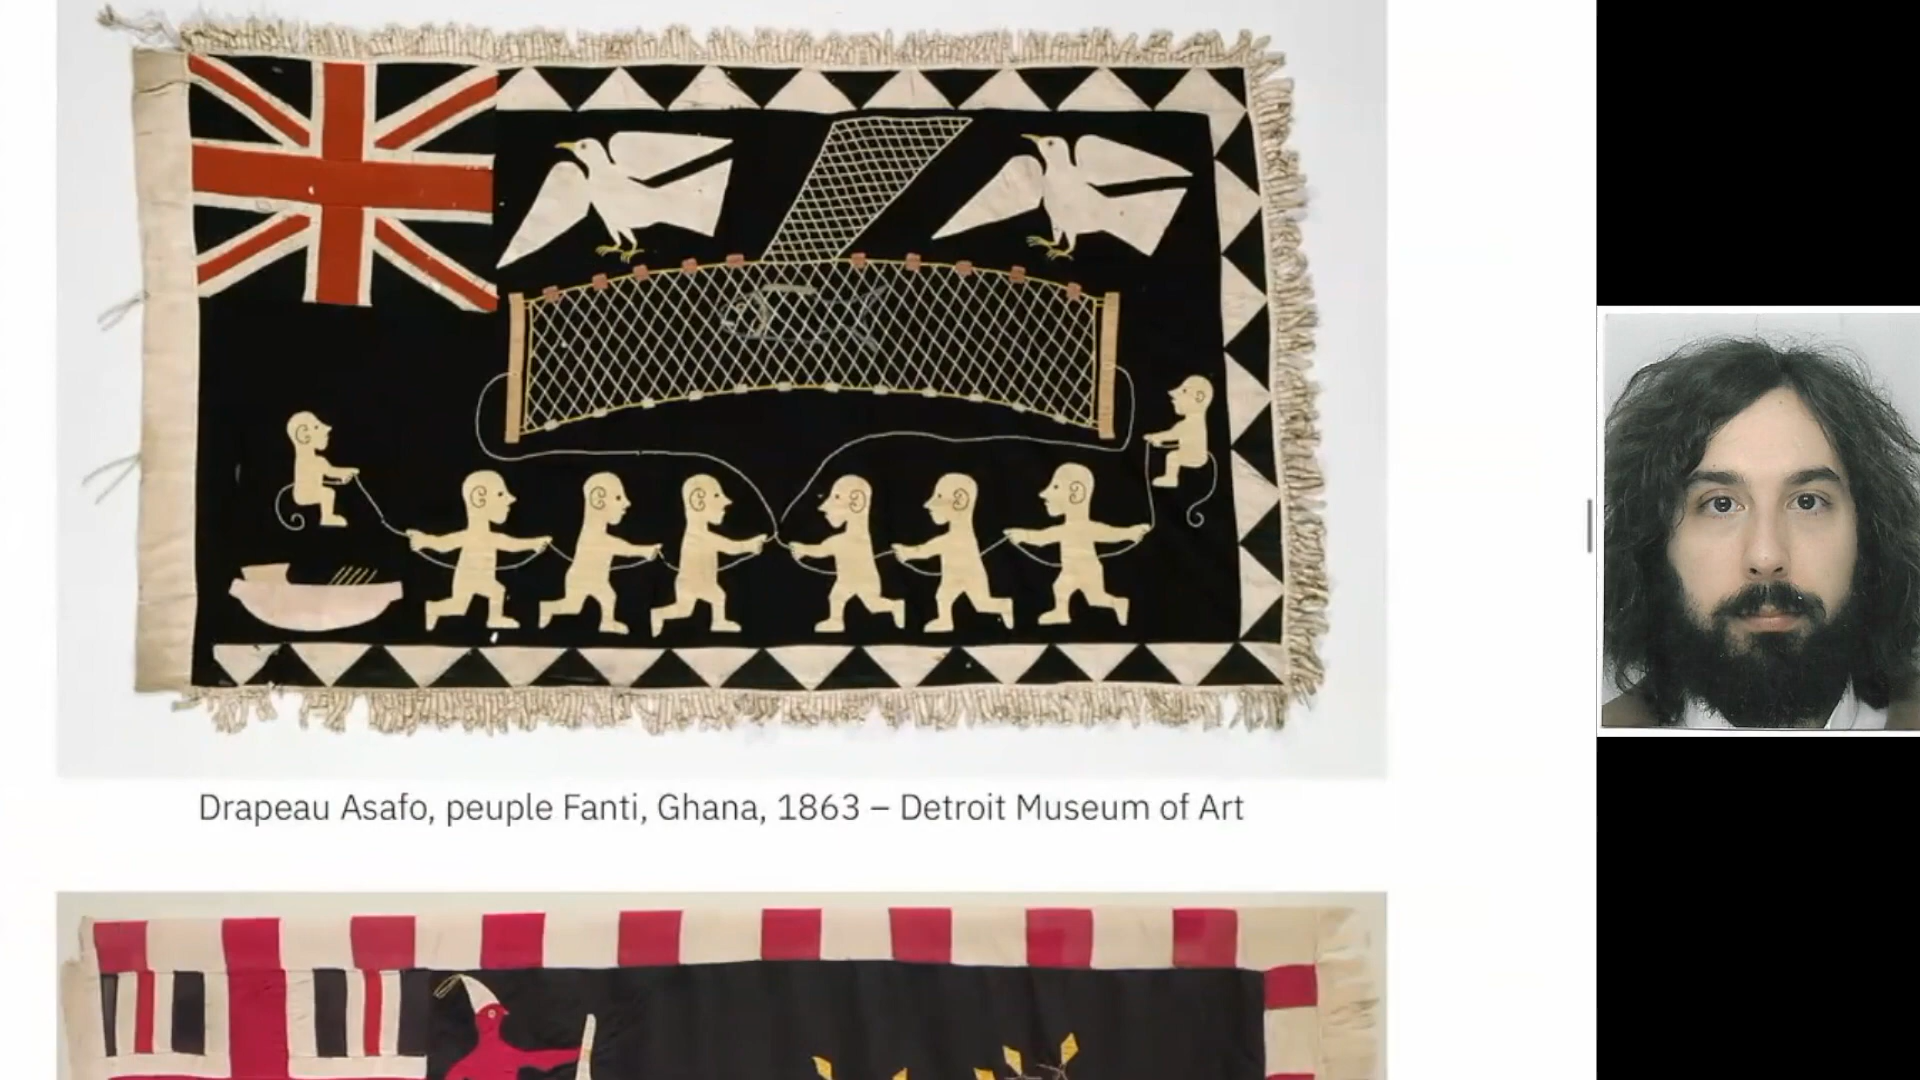 Drapeau Asafo, peuple Fanti, Ghana, 1863 – Detroit Museum of Art